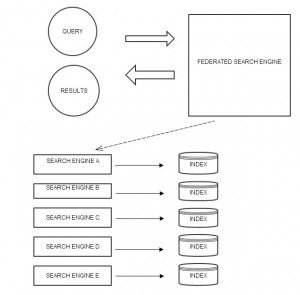 QUERY
FEDERATED SEARCH ENGINE
RESULTS
SEARCH ENGINE A
INDEX
SEARCH ENGINE B
INDEX
SEARCH ENGINE C
INDEX
SEARCH ENGINE D
INDEX
SEARCH ENGINE E
INDEX